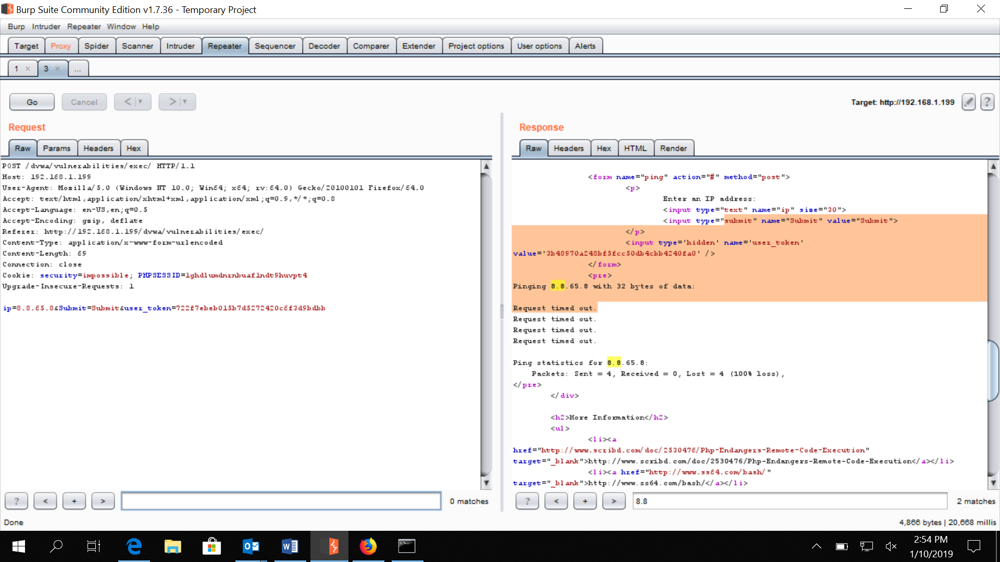 Burp Suite Community Edition v1.7.36 - Temporary Project
Burp Intruder Repeater Window Help
Target Proxy Spider Scanner Intruder Repeater Sequencer Decoder Comparer Extender Project options User options Alerts
1 × 3 × ...
Go Cancel < > Target: http://192.168.1.199 ?
Request
Raw Params Headers Hex
POST /dvwa/vulnerabilities/exec/ HTTP/1.1
Host: 192.168.1.199
User-Agent: Mozilla/5.0 (Windows NT 10.0; Win64; x64; rv:64.0) Gecko/20100101 Firefox/64.0
Accept: text/html,application/xhtml+xml,application/xml;q=0.9,*/*;q=0.8
Accept-Language: en-US,en;q=0.5
Accept-Encoding: gzip, deflate
Referer: http://192.168.1.199/dvwa/vulnerabilities/exec/
Content-Type: application/x-www-form-urlencoded
Content-Length: 69
Connection: close
Cookie: security=impossible; PHPSESSID=lghdlumdnrnbuaflndt9huvpt4
Upgrade-Insecure-Requests: 1
ip=8.8.65.8&Submit=Submit&user_token=722f7ebeb015b7d5272420c6f3d9bdbb
? < + > 0 matches
Response
Raw Headers Hex HTML Render
<form name="ping" action="#" method="post">
<p>
Enter an IP address:
<input type="text" name="ip" size="30">
<input type="submit" name="Submit" value="Submit">
</p>
<input type='hidden' name='user_token'
value='3b48970a248bf5fcc50db4cbb4240fa0' />
</form>
<pre>
Pinging 8.8.65.8 with 32 bytes of data:
Request timed out.
Request timed out.
Request timed out.
Request timed out.
Ping statistics for 8.8.65.8:
Packets: Sent = 4, Received = 0, Lost = 4 (100% loss),
</pre>
</div>
<h2>More Information</h2>
<ul>
<li><a
href="http://www.scribd.com/doc/2530476/Php-Endangers-Remote-Code-Execution"
target="_blank">http://www.scribd.com/doc/2530476/Php-Endangers-Remote-Code-Execution</a></li>
<li><a href="http://www.ss64.com/bash/"
target="_blank">http://www.ss64.com/bash/</a></li>
? < + > 8.8 2 matches
Done 4,866 bytes | 20,668 millis
2:54 PM
1/10/2019